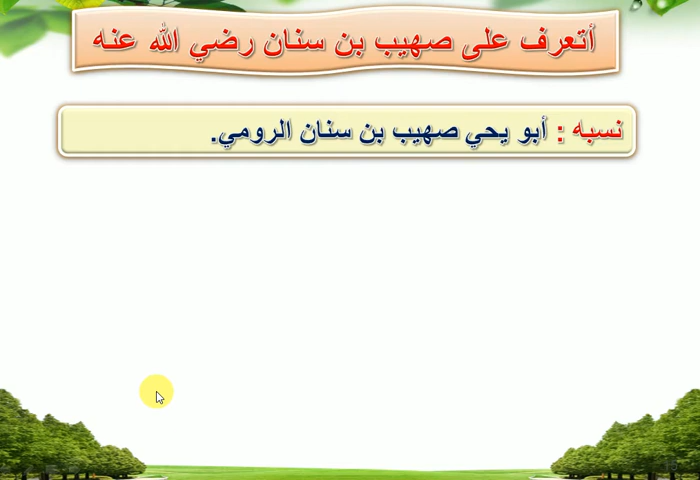 أتعرف على صهيب بن سنان رضي الله عنه
نسبه : أبو يحي صهيب بن سنان الرومي.